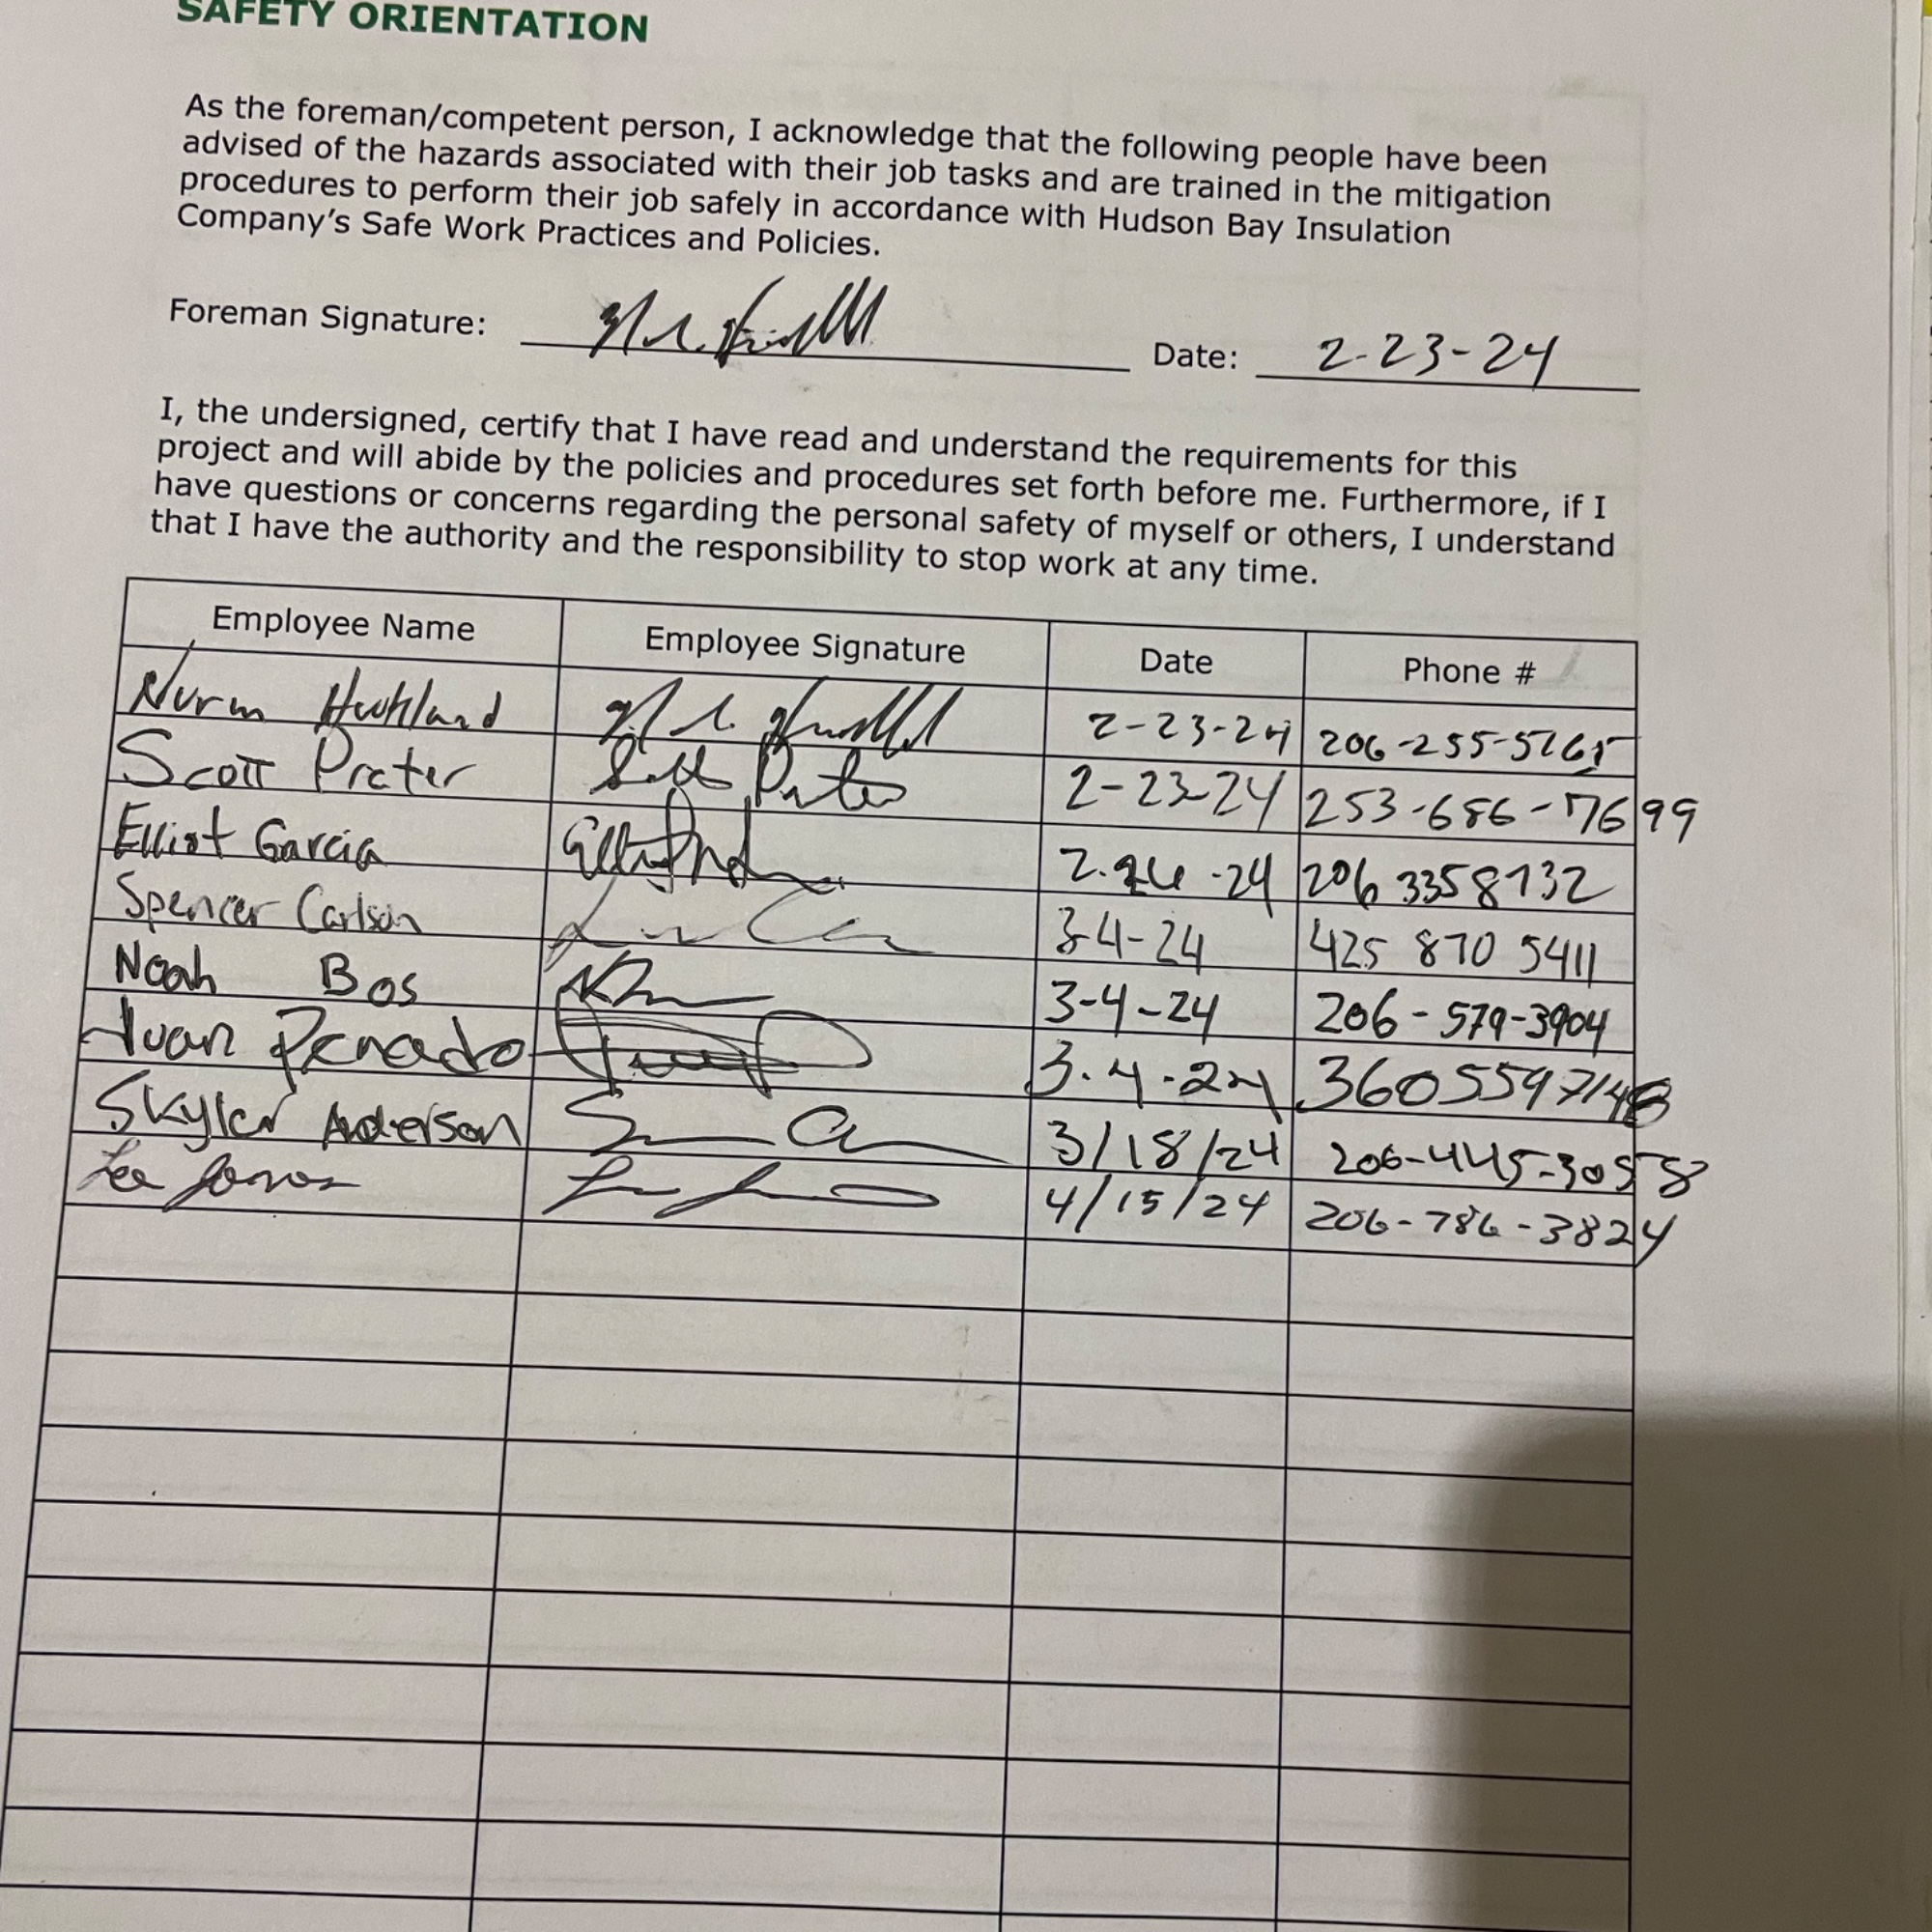 SAFETY ORIENTATION
As the foreman/competent person, I acknowledge that the following people have been
advised of the hazards associated with their job tasks and are trained in the mitigation
procedures to perform their job safely in accordance with Hudson Bay Insulation
Company's Safe Work Practices and Policies.
Foreman Signature: Date: 2-23-24
I, the undersigned, certify that I have read and understand the requirements for this
project and will abide by the policies and procedures set forth before me. Furthermore, if I
have questions or concerns regarding the personal safety of myself or others, I understand
that I have the authority and the responsibility to stop work at any time.
Employee Name Employee Signature Date Phone #
Norm 2-23-24
Scott Prater Scott Prater 2-23-24 253-686-7699
Elliot Garcia 206 3358132
Spencer Carlson 3-4-24 425 870 5411
Noah Bos 3-4-24 206-579-3904
Juan Penado 3.4.24
Skyler Anderson 3/18/24 206-445-3058
Lee Jones 4/15/24 206-786-3824